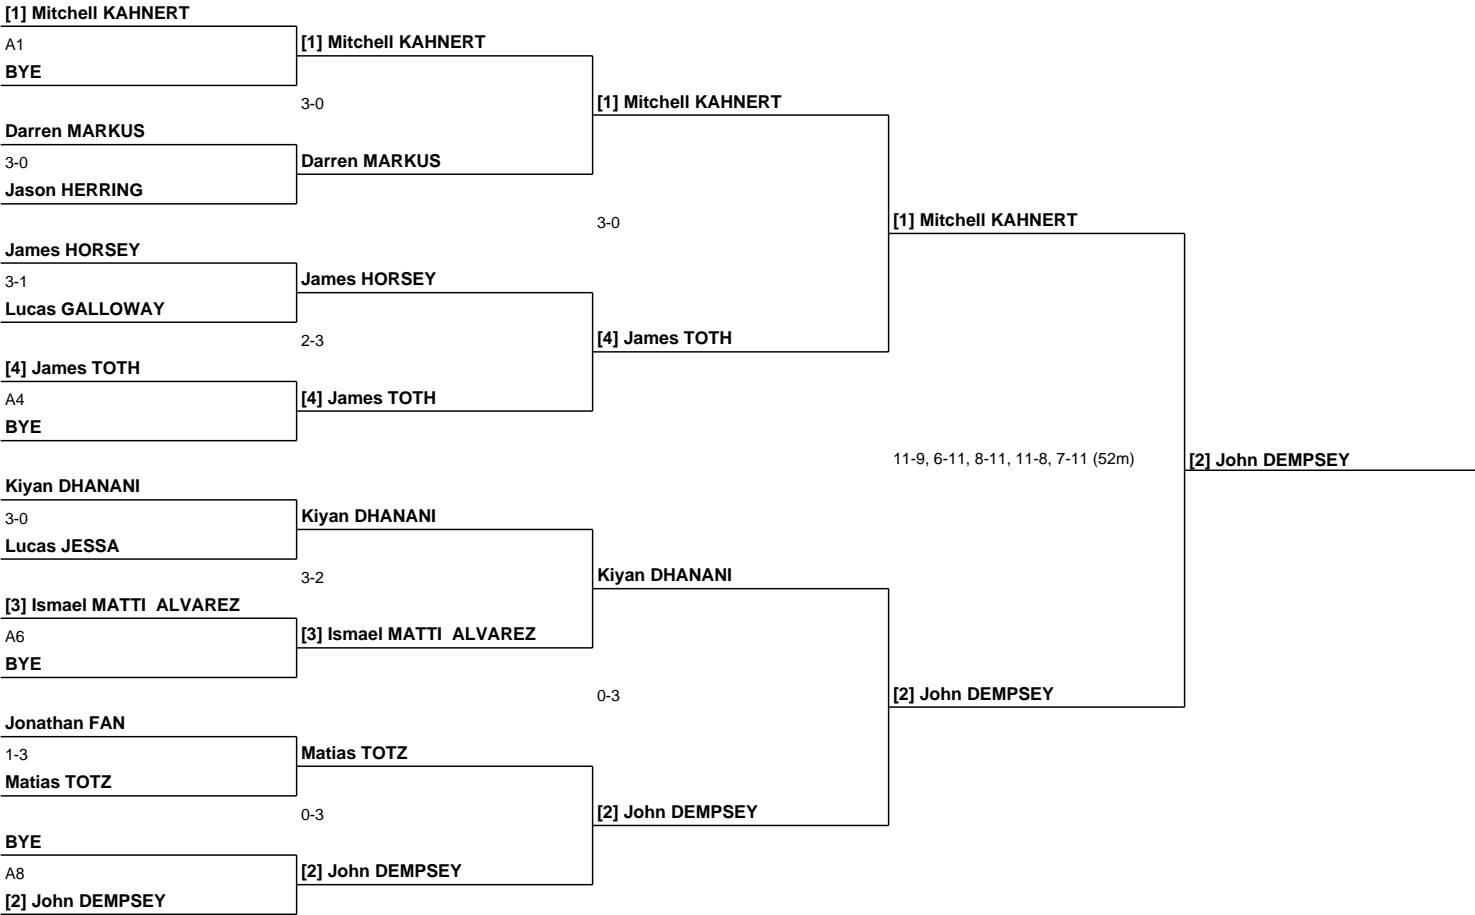 [1] Mitchell KAHNERT
A1
BYE
Darren MARKUS
3-0
Jason HERRING
James HORSEY
3-1
Lucas GALLOWAY
[4] James TOTH
A4
BYE
Kiyan DHANANI
3-0
Lucas JESSA
[3] Ismael MATTI  ALVAREZ
A6
BYE
Jonathan FAN
1-3
Matias TOTZ
BYE
A8
[2] John DEMPSEY
[1] Mitchell KAHNERT
3-0
Darren MARKUS
James HORSEY
2-3
[4] James TOTH
Kiyan DHANANI
3-2
[3] Ismael MATTI  ALVAREZ
Matias TOTZ
0-3
[2] John DEMPSEY
[1] Mitchell KAHNERT
3-0
[4] James TOTH
Kiyan DHANANI
0-3
[2] John DEMPSEY
[1] Mitchell KAHNERT
11-9, 6-11, 8-11, 11-8, 7-11 (52m)
[2] John DEMPSEY
[2] John DEMPSEY